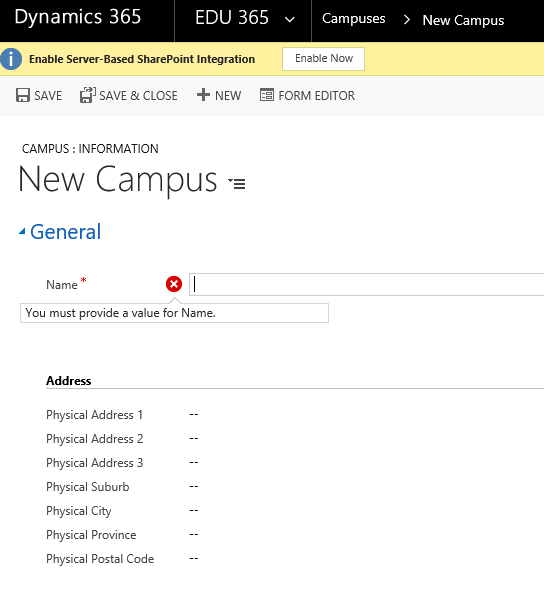 Dynamics 365 EDU 365 Campuses > New Campus
Enable Server-Based SharePoint Integration Enable Now
SAVE SAVE & CLOSE NEW FORM EDITOR
CAMPUS : INFORMATION
New Campus
General
Name *
You must provide a value for Name.
Address
Physical Address 1 --
Physical Address 2 --
Physical Address 3 --
Physical Suburb --
Physical City --
Physical Province --
Physical Postal Code --